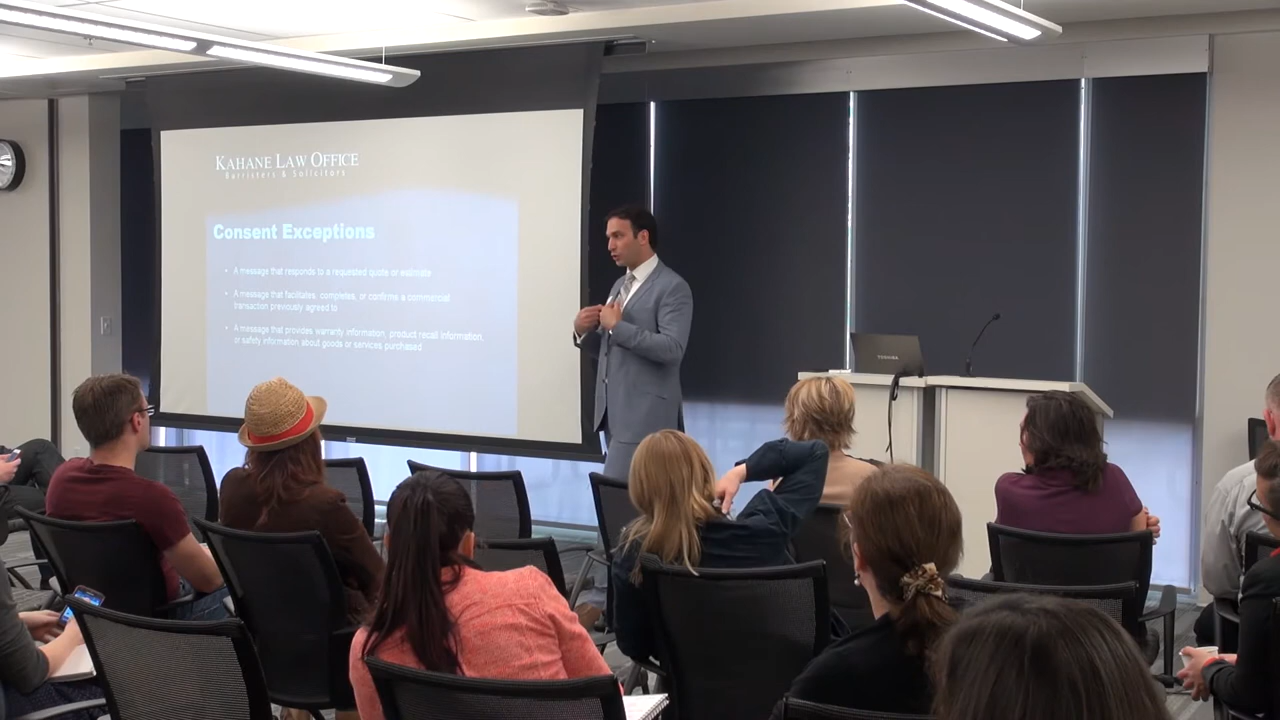 KAHANE LAW OFFICE
Barristers & Solicitors
Consent Exceptions
A message that responds to a requested quote or estimate
A message that facilitates, completes, or confirms a commercial
transaction previously agreed to
A message that provides warranty information, product recall information,
or safety information about goods or services purchased
TOSHIBA